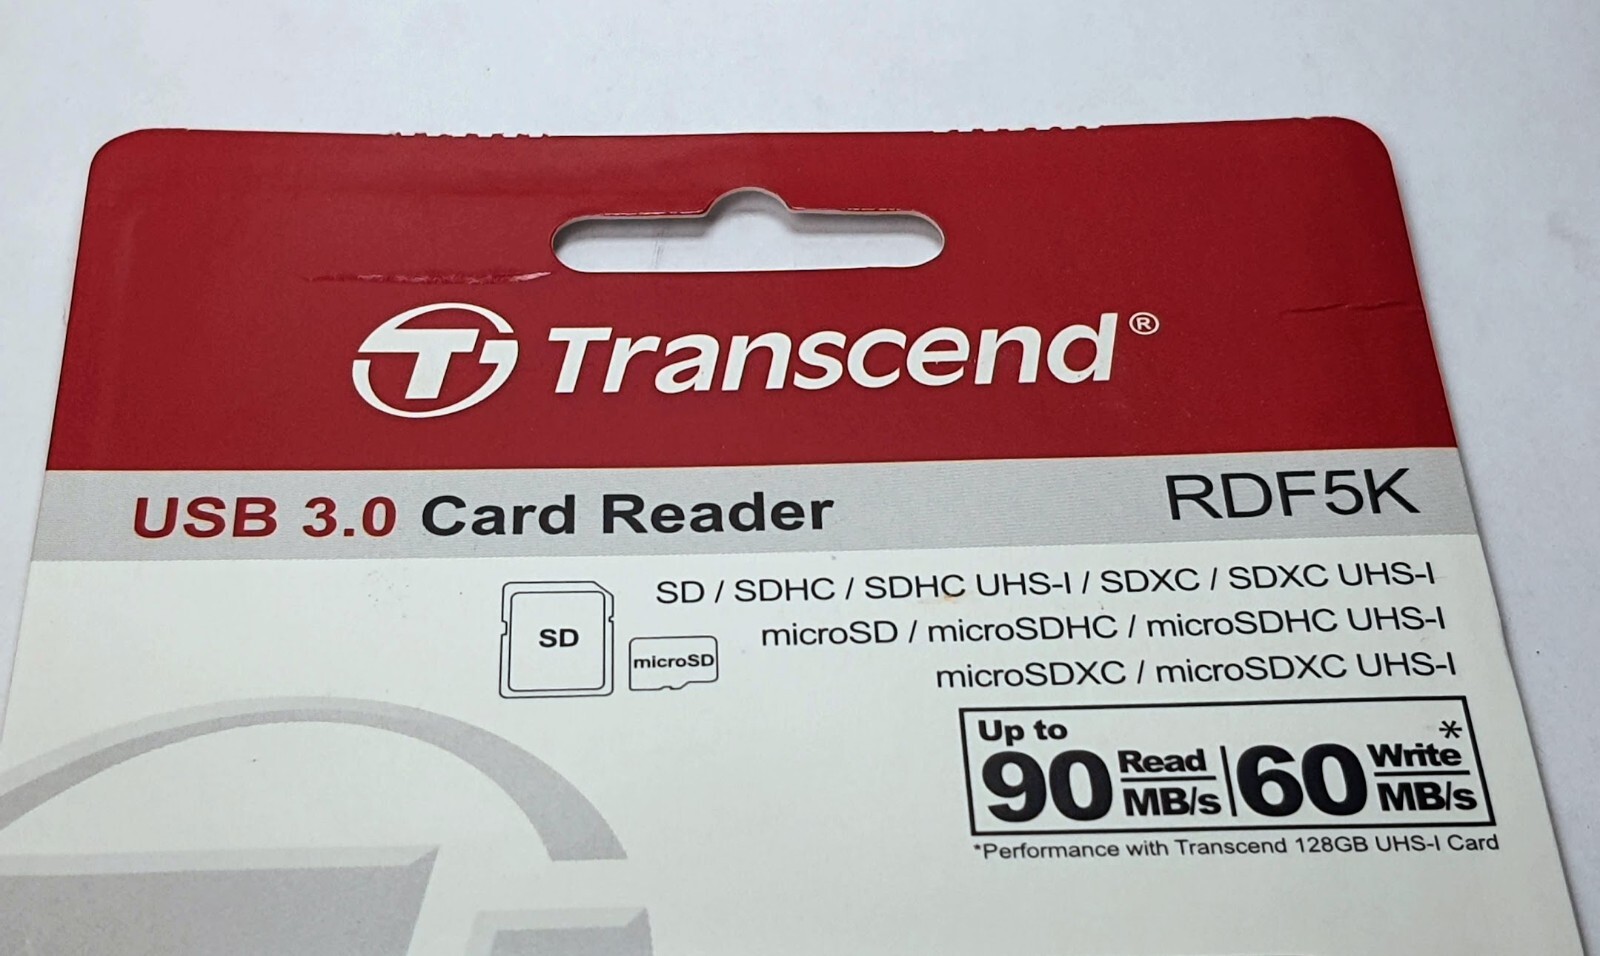 Transcend®
USB 3.0 Card Reader
RDF5K
SD / SDHC / SDHC UHS-I / SDXC / SDXC UHS-I
microSD / microSDHC / microSDHC UHS-I
microSDXC / microSDXC UHS-I
SD
microSD
Up to
90 Read MB/s | 60 Write* MB/s
*Performance with Transcend 128GB UHS-I Card